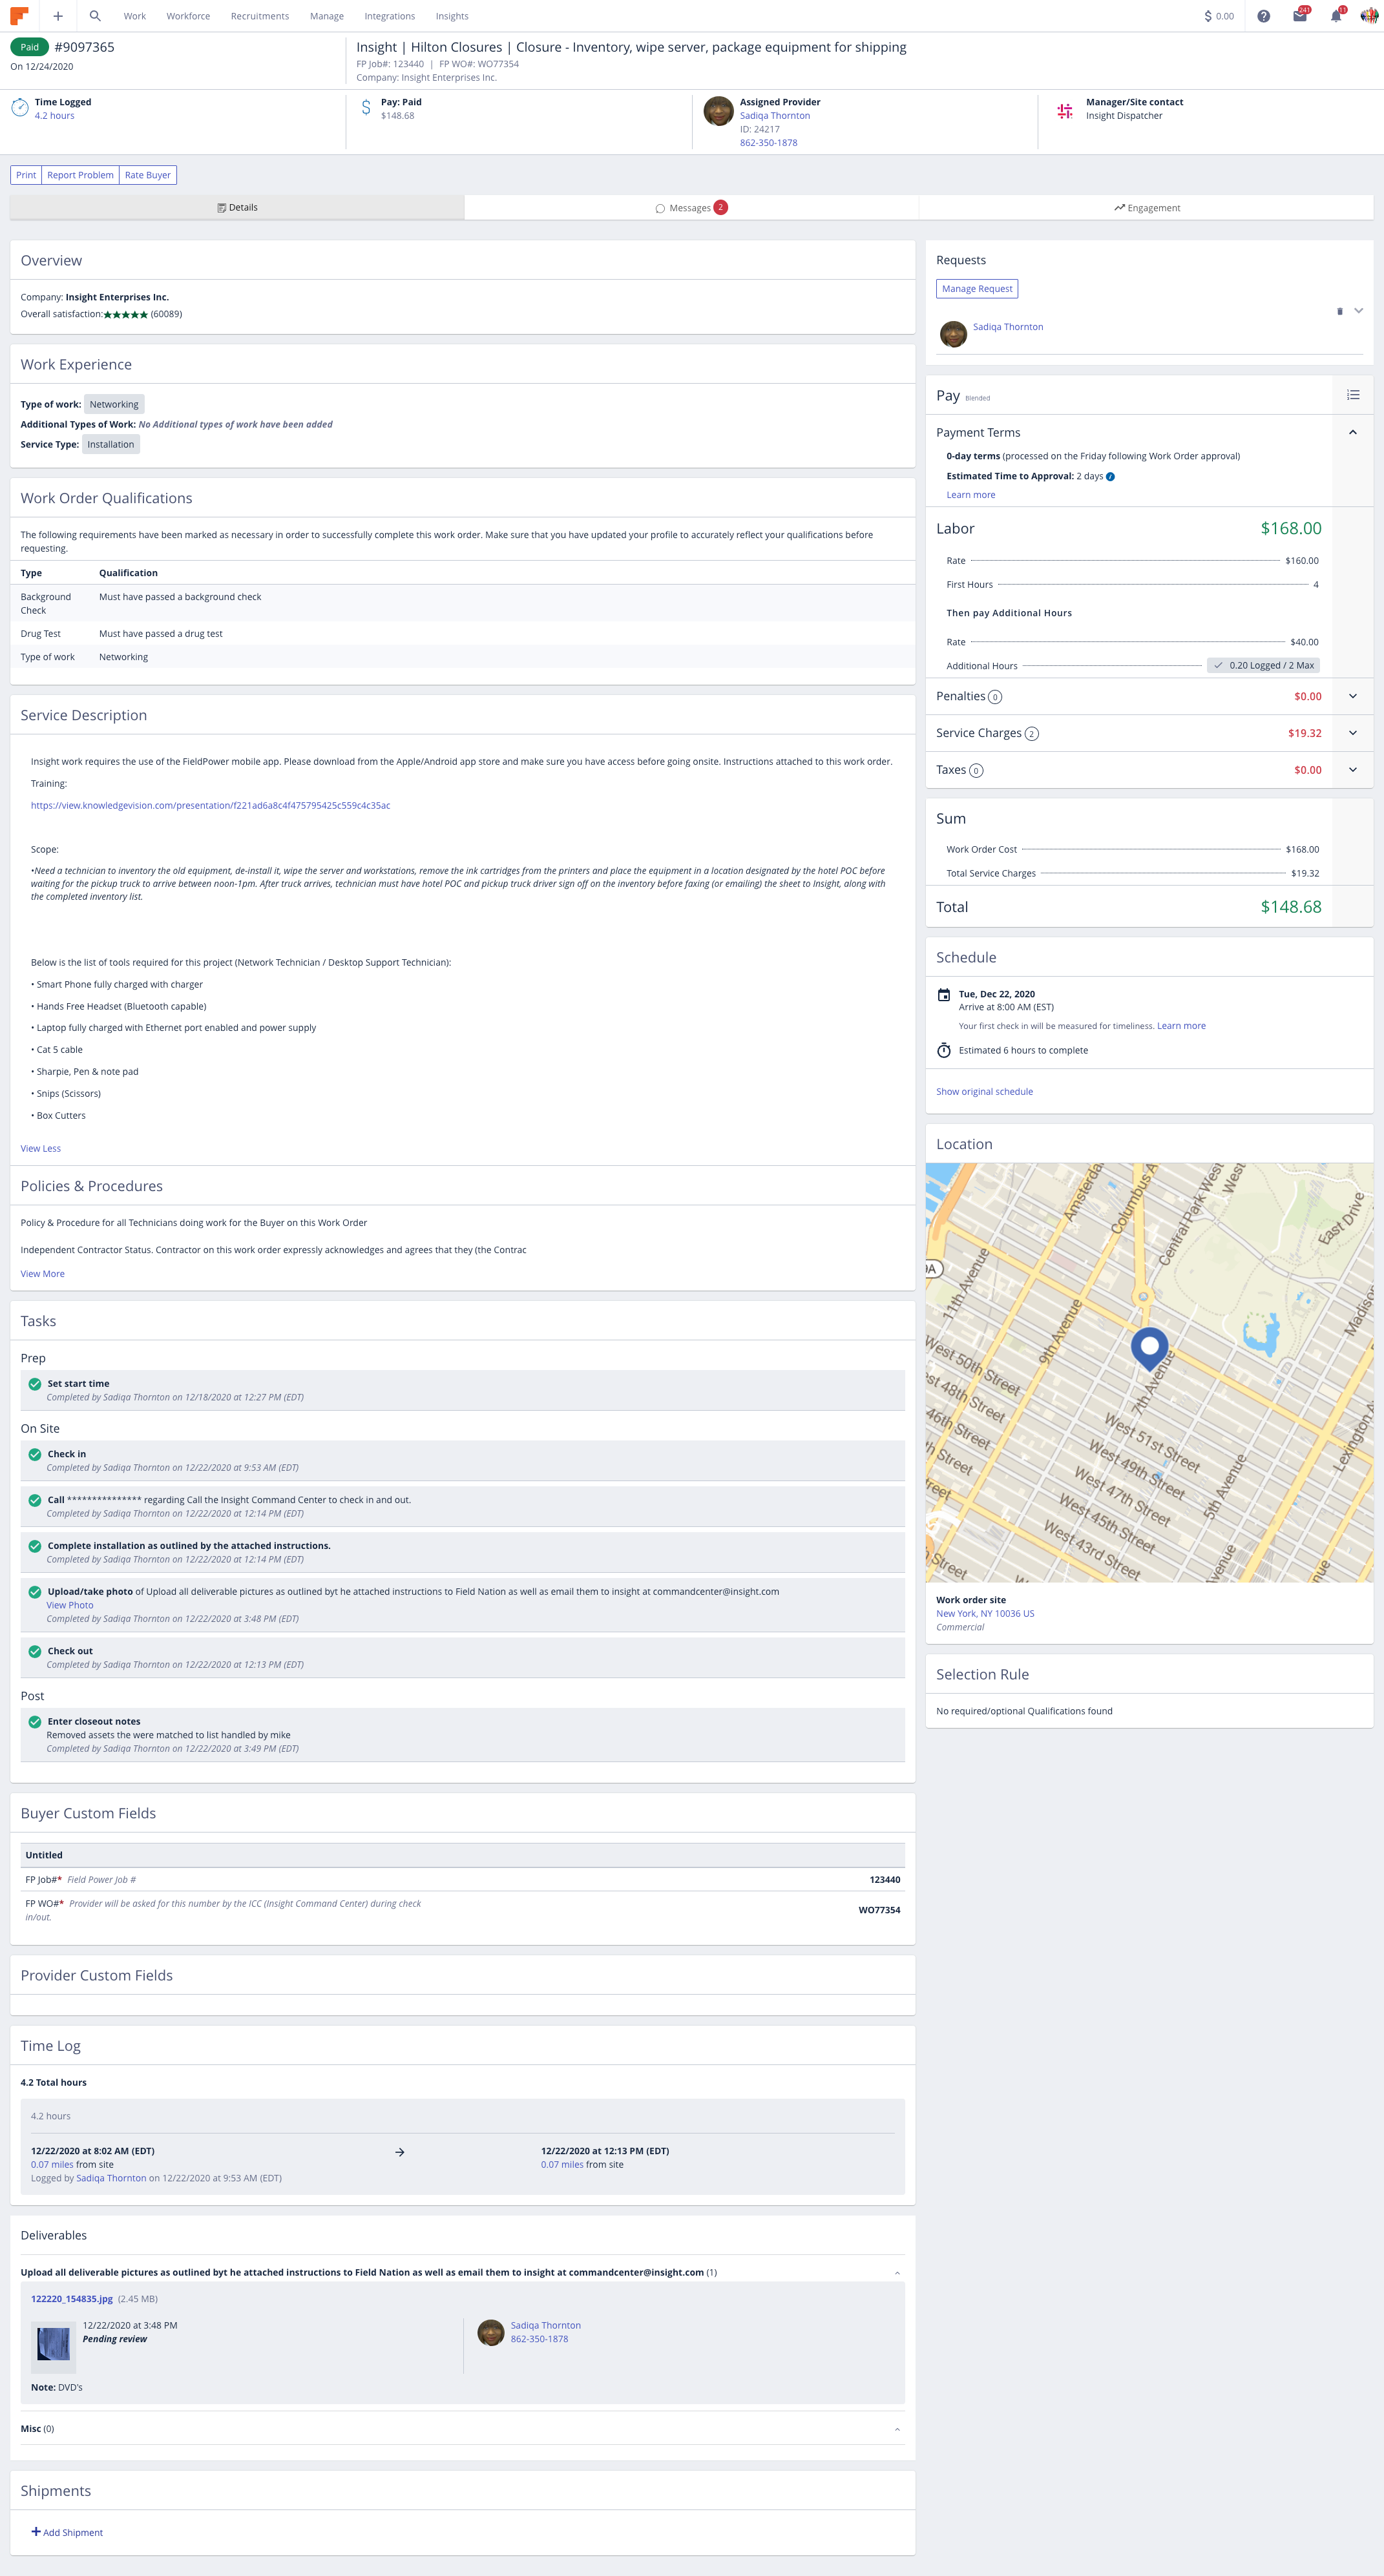 Work
Workforce
Recruitments
Manage
Integrations
Insights
$ 0.00
241
11
Paid
#9097365
On 12/24/2020
Insight | Hilton Closures | Closure - Inventory, wipe server, package equipment for shipping
FP Job#: 123440 | FP WO#: WO77354
Company: Insight Enterprises Inc.
Time Logged
4.2 hours
Pay: Paid
$148.68
Assigned Provider
Sadiqa Thornton
ID: 24217
862-350-1878
Manager/Site contact
Insight Dispatcher
Print
Report Problem
Rate Buyer
Details
Messages 2
Engagement
Overview
Company: Insight Enterprises Inc.
Overall satisfaction:★★★★★ (60089)
Work Experience
Type of work: Networking
Additional Types of Work: No Additional types of work have been added
Service Type: Installation
Work Order Qualifications
The following requirements have been marked as necessary in order to successfully complete this work order. Make sure that you have updated your profile to accurately reflect your qualifications before
requesting.
Type Qualification
Background
Check
Must have passed a background check
Drug Test Must have passed a drug test
Type of work Networking
Service Description
Insight work requires the use of the FieldPower mobile app. Please download from the Apple/Android app store and make sure you have access before going onsite. Instructions attached to this work order.
Training:
https://view.knowledgevision.com/presentation/f221ad6a8c4f475795425c559c4c35ac
Scope:
•Need a technician to inventory the old equipment, de-install it, wipe the server and workstations, remove the ink cartridges from the printers and place the equipment in a location designated by the hotel POC before
waiting for the pickup truck to arrive between noon-1pm. After truck arrives, technician must have hotel POC and pickup truck driver sign off on the inventory before faxing (or emailing) the sheet to Insight, along with
the completed inventory list.
Below is the list of tools required for this project (Network Technician / Desktop Support Technician):
• Smart Phone fully charged with charger
• Hands Free Headset (Bluetooth capable)
• Laptop fully charged with Ethernet port enabled and power supply
• Cat 5 cable
• Sharpie, Pen & note pad
• Snips (Scissors)
• Box Cutters
View Less
Policies & Procedures
Policy & Procedure for all Technicians doing work for the Buyer on this Work Order
Independent Contractor Status. Contractor on this work order expressly acknowledges and agrees that they (the Contrac
View More
Tasks
Prep
Set start time
Completed by Sadiqa Thornton on 12/18/2020 at 12:27 PM (EDT)
On Site
Check in
Completed by Sadiqa Thornton on 12/22/2020 at 9:53 AM (EDT)
Call *************** regarding Call the Insight Command Center to check in and out.
Completed by Sadiqa Thornton on 12/22/2020 at 12:14 PM (EDT)
Complete installation as outlined by the attached instructions.
Completed by Sadiqa Thornton on 12/22/2020 at 12:14 PM (EDT)
Upload/take photo of Upload all deliverable pictures as outlined byt he attached instructions to Field Nation as well as email them to insight at commandcenter@insight.com
View Photo
Completed by Sadiqa Thornton on 12/22/2020 at 3:48 PM (EDT)
Check out
Completed by Sadiqa Thornton on 12/22/2020 at 12:13 PM (EDT)
Post
Enter closeout notes
Removed assets the were matched to list handled by mike
Completed by Sadiqa Thornton on 12/22/2020 at 3:49 PM (EDT)
Buyer Custom Fields
Untitled
FP Job#* Field Power Job # 123440
FP WO#* Provider will be asked for this number by the ICC (Insight Command Center) during check
in/out.
WO77354
Provider Custom Fields
Time Log
4.2 Total hours
4.2 hours
12/22/2020 at 8:02 AM (EDT)
0.07 miles from site
Logged by Sadiqa Thornton on 12/22/2020 at 9:53 AM (EDT)
12/22/2020 at 12:13 PM (EDT)
0.07 miles from site
Deliverables
Upload all deliverable pictures as outlined byt he attached instructions to Field Nation as well as email them to insight at commandcenter@insight.com (1)
122220_154835.jpg (2.45 MB)
12/22/2020 at 3:48 PM
Pending review
Sadiqa Thornton
862-350-1878
Note: DVD's
Misc (0)
Shipments
Add Shipment
Requests
Manage Request
Sadiqa Thornton
Pay Blended
Payment Terms
0-day terms (processed on the Friday following Work Order approval)
Estimated Time to Approval: 2 days
Learn more
Labor $168.00
Rate $160.00
First Hours 4
Then pay Additional Hours
Rate $40.00
Additional Hours 0.20 Logged / 2 Max
Penalties 0 $0.00
Service Charges 2 $19.32
Taxes 0 $0.00
Sum
Work Order Cost $168.00
Total Service Charges $19.32
Total $148.68
Schedule
Tue, Dec 22, 2020
Arrive at 8:00 AM (EST)
Your first check in will be measured for timeliness. Learn more
Estimated 6 hours to complete
Show original schedule
Location
Amsterda
Columbus A
Central Park West
West
East Drive
9A
11th Avenue
9th Avenue
Madiso
West 50th Street
st 48th Street
46th Street
th Street
treet
7th Avenue
West 51st Street
West 49th Street
West 47th Street
West 45th Street
West 43rd Street
5th Avenue
Lexington A
Street
venue
nue
Work order site
New York, NY 10036 US
Commercial
Selection Rule
No required/optional Qualifications found